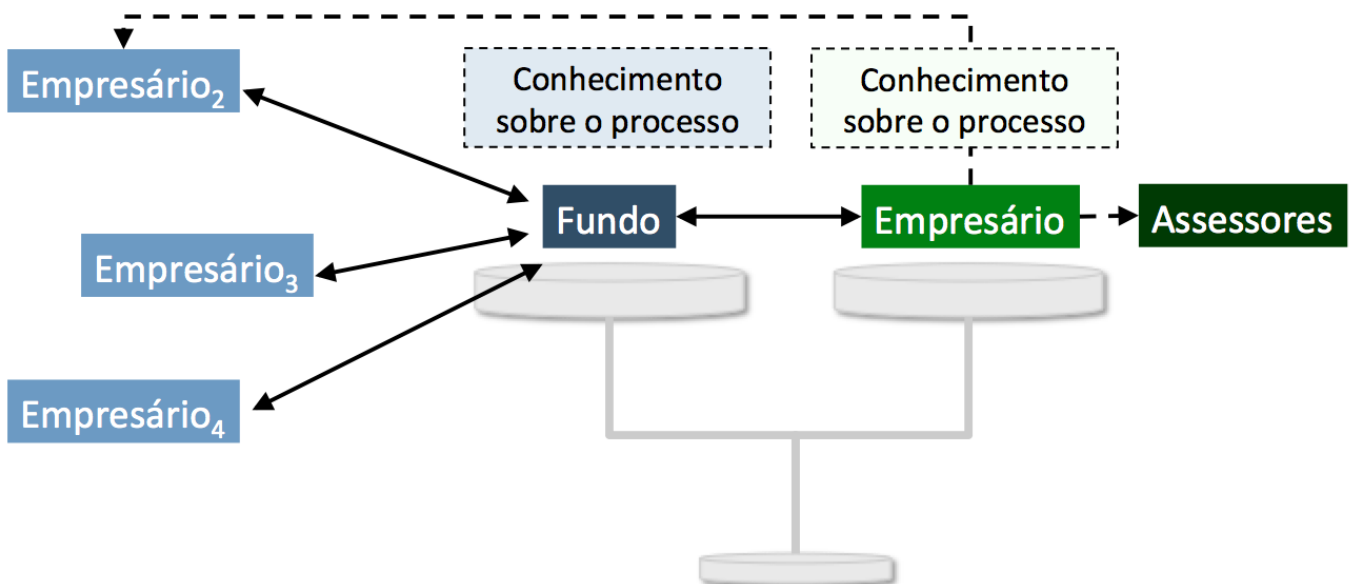 Empresário₂
Conhecimento
sobre o processo
Conhecimento
sobre o processo
Fundo
Empresário
Assessores
Empresário₃
Empresário₄